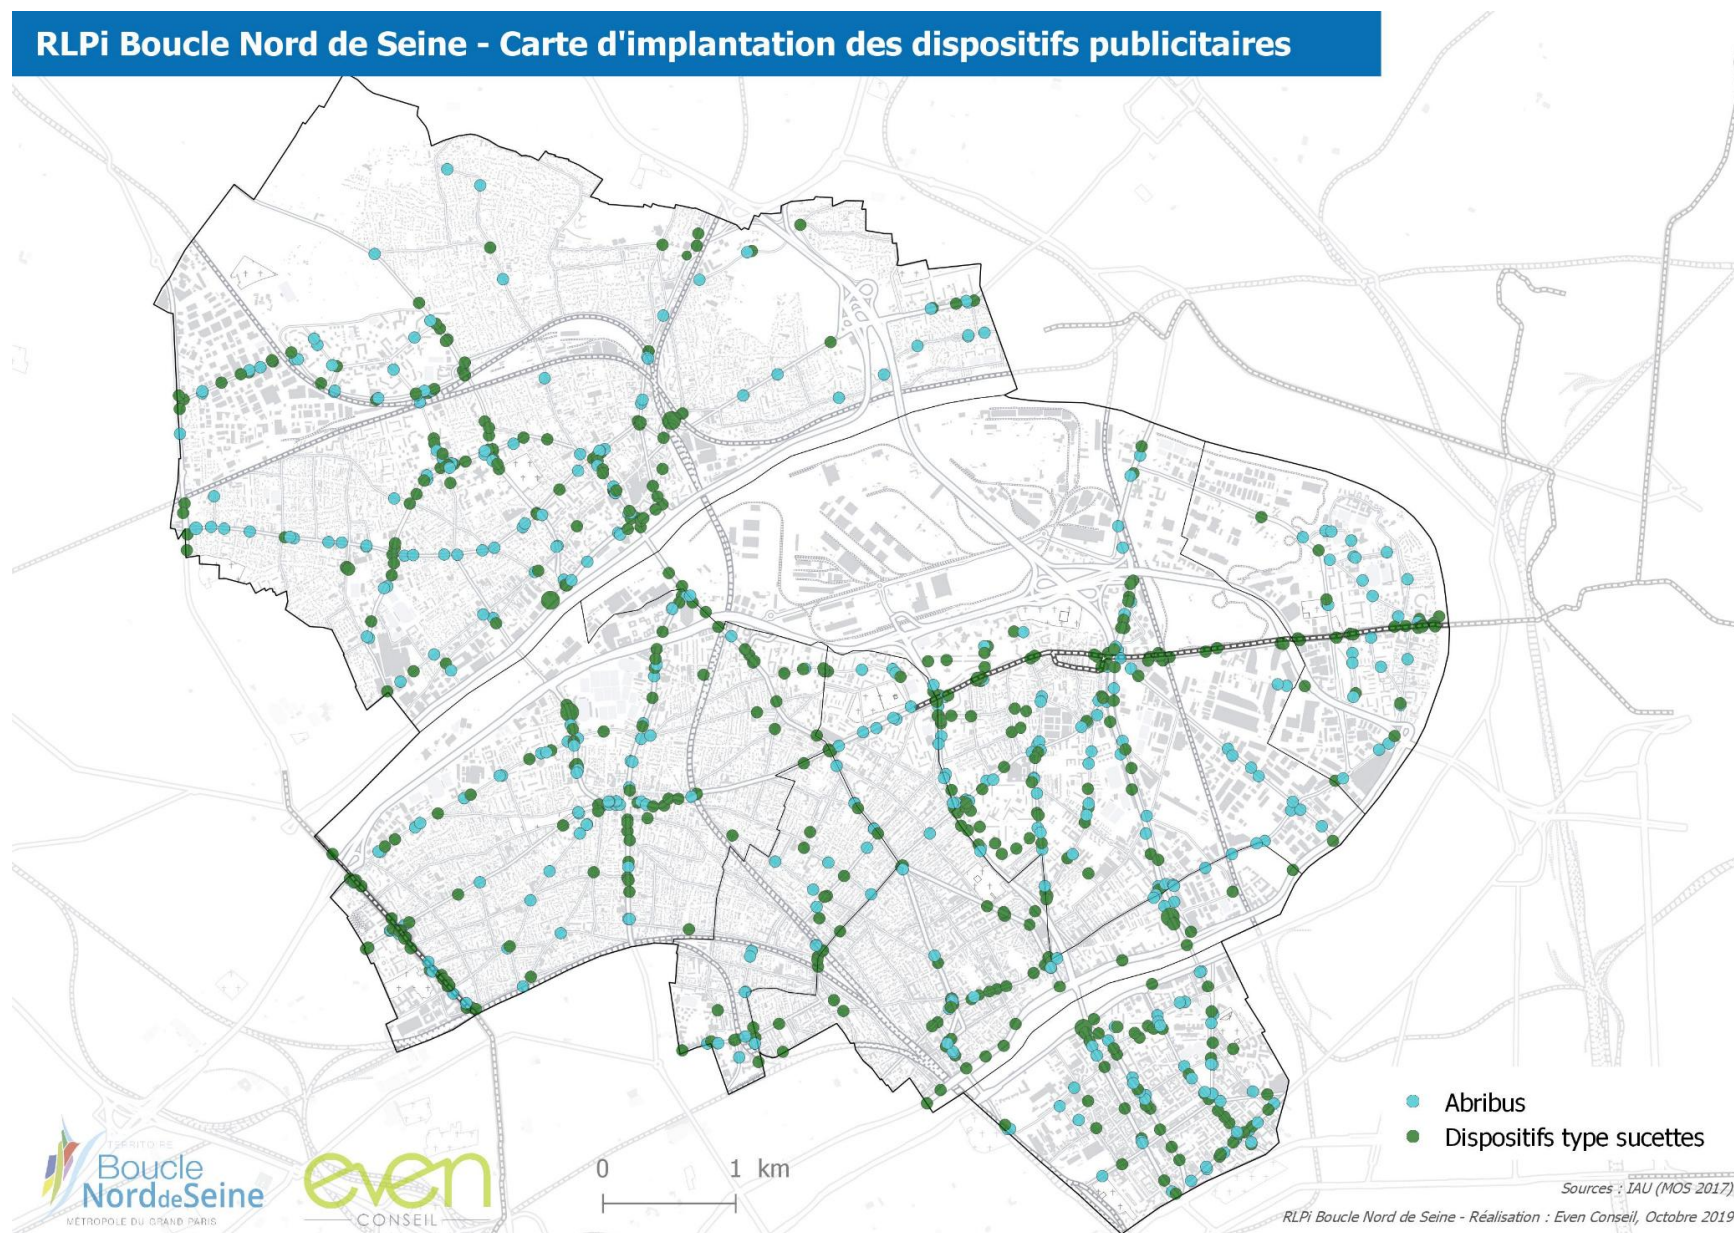 RLPi Boucle Nord de Seine - Carte d'implantation des dispositifs publicitaires
Abribus
Dispositifs type sucettes
0 1 km
TERRITOIRE
Boucle
NorddeSeine
MÉTROPOLE DU GRAND PARIS
even
CONSEIL
Sources : IAU (MOS 2017)
RLPi Boucle Nord de Seine - Réalisation : Even Conseil, Octobre 2019